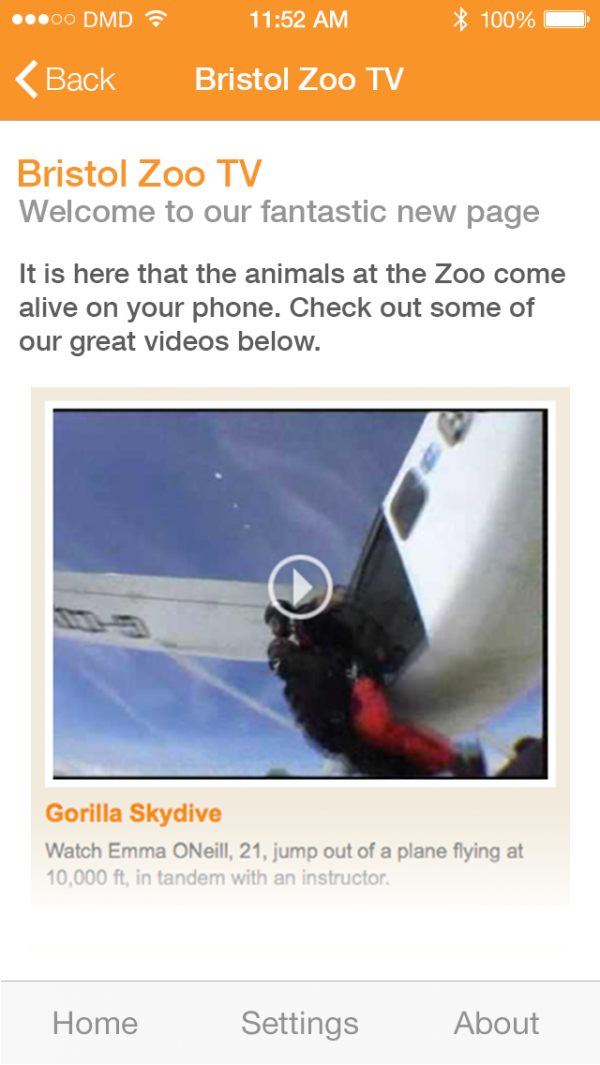 DMD 11:52 AM 100%
Back Bristol Zoo TV
Bristol Zoo TV
Welcome to our fantastic new page
It is here that the animals at the Zoo come
alive on your phone. Check out some of
our great videos below.
Gorilla Skydive
Watch Emma ONeill, 21, jump out of a plane flying at
10,000 ft, in tandem with an instructor.
Home Settings About